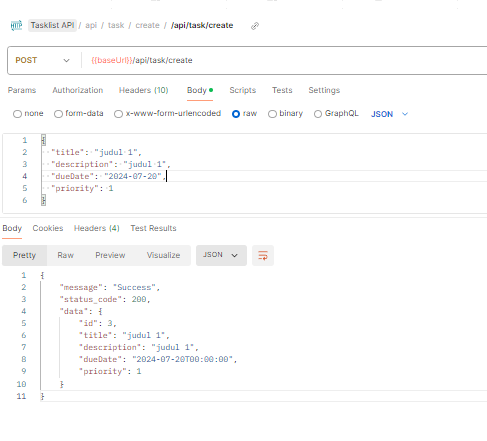 HTTP Tasklist API / api / task / create / /api/task/create
POST {{baseUrl}}/api/task/create
Params Authorization Headers (10) Body Scripts Tests Settings
none form-data x-www-form-urlencoded raw binary GraphQL JSON
1 {
2 "title": "judul 1",
3 "description": "judul 1",
4 "dueDate": "2024-07-20",
5 "priority": 1
6 }
Body Cookies Headers (4) Test Results
Pretty Raw Preview Visualize JSON
1 {
2 "message": "Success",
3 "status_code": 200,
4 "data": {
5 "id": 3,
6 "title": "judul 1",
7 "description": "judul 1",
8 "dueDate": "2024-07-20T00:00:00",
9 "priority": 1
10 }
11 }